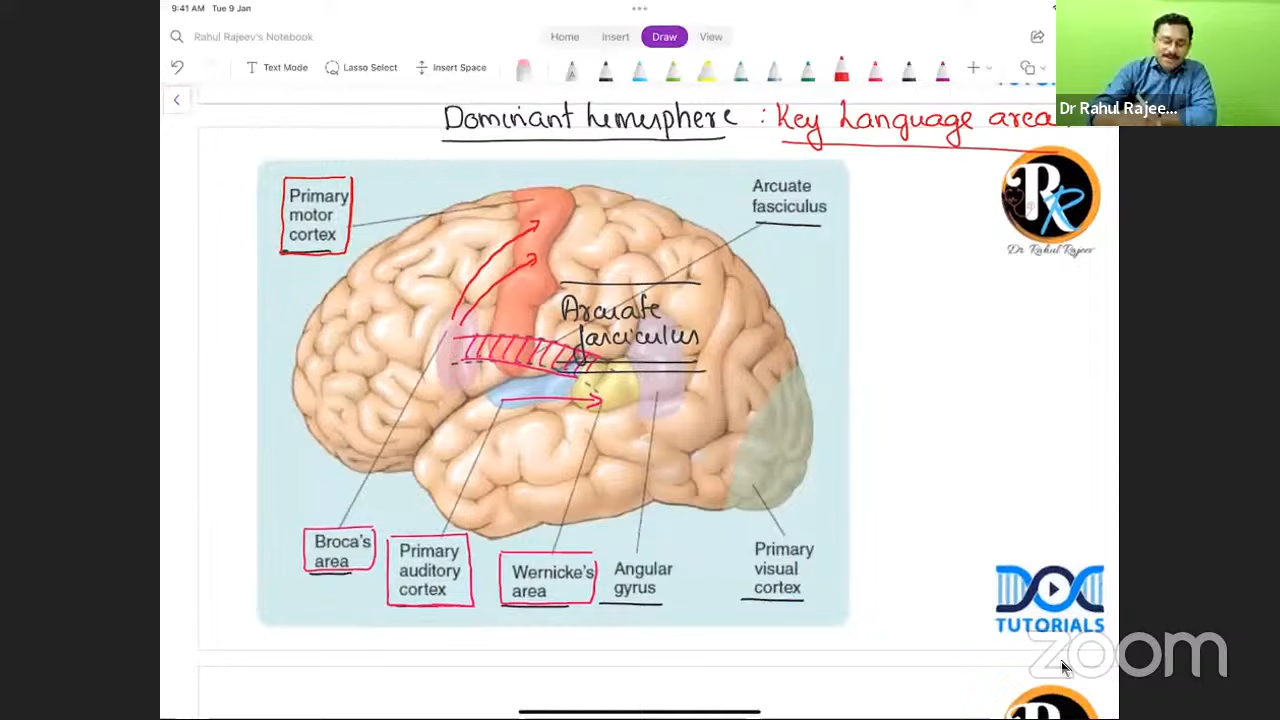 9:41 AM Tue 9 Jan
Rahul Rajeev's Notebook
Home Insert Draw View
Text Mode Lasso Select Insert Space
Dr Rahul Rajee...
Dominant hemisphere : Key Language area
Primary
motor
cortex
Arcuate
fasciculus
Arcuate
fasciculus
Broca's
area
Primary
auditory
cortex
Wernicke's
area
Angular
gyrus
Primary
visual
cortex
RR
Dr. Rahul Rajeev
TUTORIALS
zoom